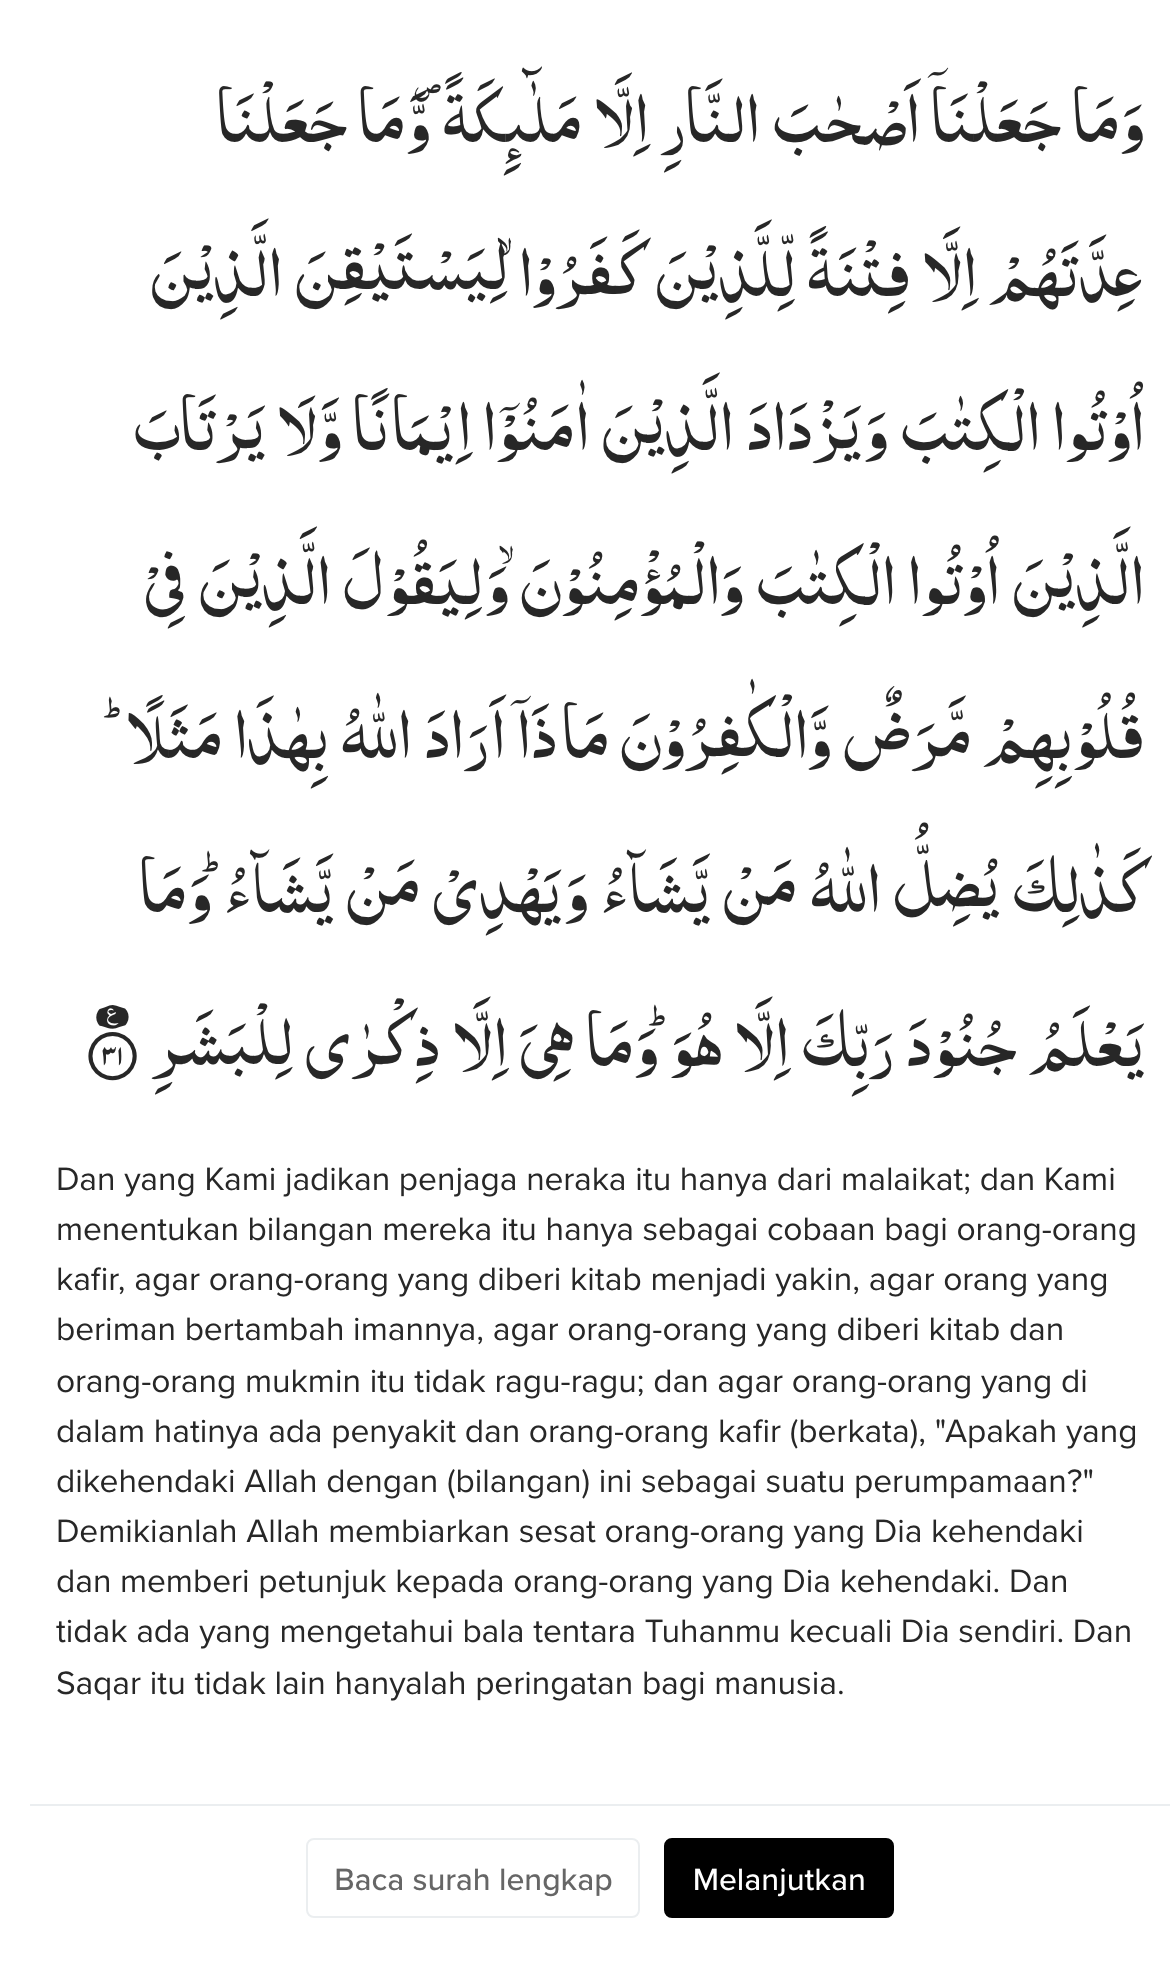 وَمَا جَعَلْنَآ اَصْحٰبَ النَّارِ اِلَّا مَلٰۤىِٕكَةً ۖوَّمَا جَعَلْنَا
عِدَّتَهُمْ اِلَّا فِتْنَةً لِّلَّذِيْنَ كَفَرُوْاۙ لِيَسْتَيْقِنَ الَّذِيْنَ
اُوْتُوا الْكِتٰبَ وَيَزْدَادَ الَّذِيْنَ اٰمَنُوْٓا اِيْمَانًا وَّلَا يَرْتَابَ
الَّذِيْنَ اُوْتُوا الْكِتٰبَ وَالْمُؤْمِنُوْنَۙ وَلِيَقُوْلَ الَّذِيْنَ فِيْ
قُلُوْبِهِمْ مَّرَضٌ وَّالْكٰفِرُوْنَ مَاذَآ اَرَادَ اللّٰهُ بِهٰذَا مَثَلًاۗ
كَذٰلِكَ يُضِلُّ اللّٰهُ مَنْ يَّشَاۤءُ وَيَهْدِيْ مَنْ يَّشَاۤءُۗ وَمَا
يَعْلَمُ جُنُوْدَ رَبِّكَ اِلَّا هُوَۗ وَمَا هِيَ اِلَّا ذِكْرٰى لِلْبَشَرِ ࣖ ٣١
Dan yang Kami jadikan penjaga neraka itu hanya dari malaikat; dan Kami
menentukan bilangan mereka itu hanya sebagai cobaan bagi orang-orang
kafir, agar orang-orang yang diberi kitab menjadi yakin, agar orang yang
beriman bertambah imannya, agar orang-orang yang diberi kitab dan
orang-orang mukmin itu tidak ragu-ragu; dan agar orang-orang yang di
dalam hatinya ada penyakit dan orang-orang kafir (berkata), "Apakah yang
dikehendaki Allah dengan (bilangan) ini sebagai suatu perumpamaan?"
Demikianlah Allah membiarkan sesat orang-orang yang Dia kehendaki
dan memberi petunjuk kepada orang-orang yang Dia kehendaki. Dan
tidak ada yang mengetahui bala tentara Tuhanmu kecuali Dia sendiri. Dan
Saqar itu tidak lain hanyalah peringatan bagi manusia.
Baca surah lengkap
Melanjutkan